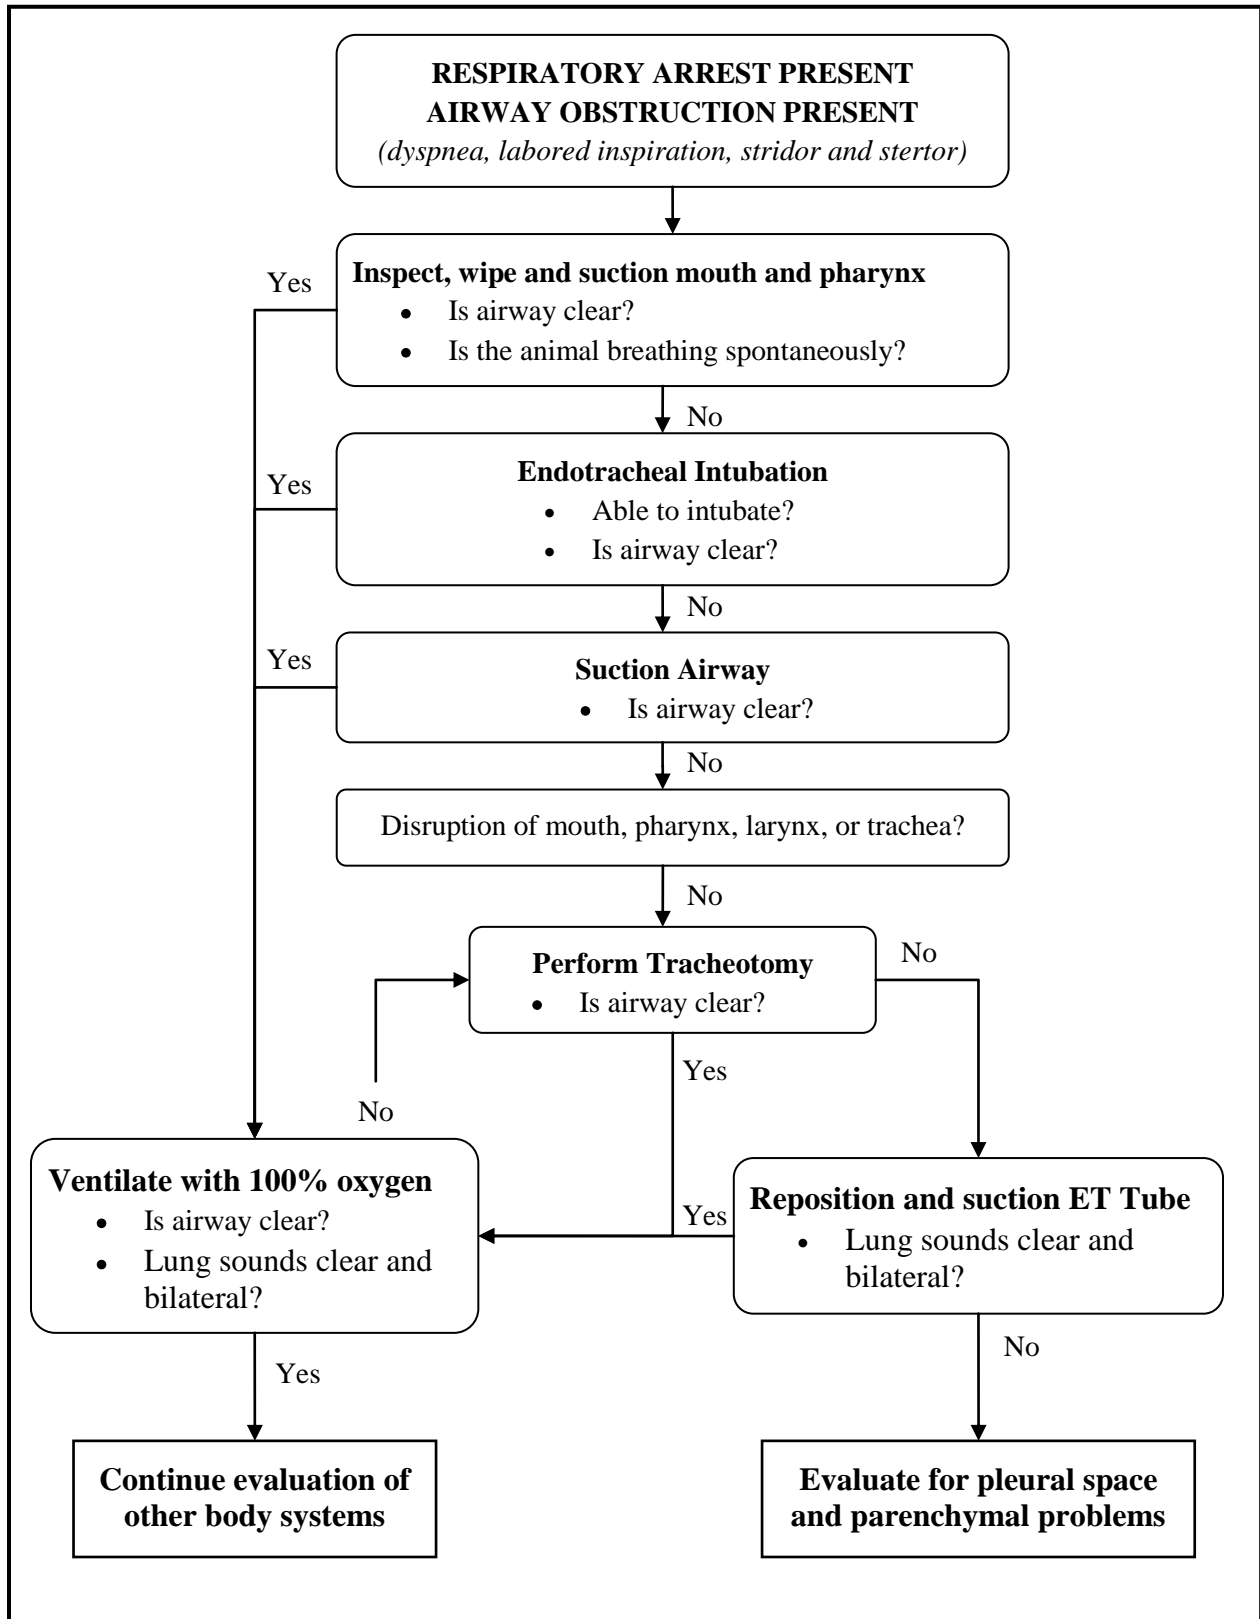 RESPIRATORY ARREST PRESENT
AIRWAY OBSTRUCTION PRESENT
(dyspnea, labored inspiration, stridor and stertor)
Yes
Inspect, wipe and suction mouth and pharynx
• Is airway clear?
• Is the animal breathing spontaneously?
No
Yes
Endotracheal Intubation
• Able to intubate?
• Is airway clear?
No
Yes
Suction Airway
• Is airway clear?
No
Disruption of mouth, pharynx, larynx, or trachea?
No
Perform Tracheotomy
• Is airway clear?
No
Yes
No
Ventilate with 100% oxygen
• Is airway clear?
• Lung sounds clear and
bilateral?
Yes
Reposition and suction ET Tube
• Lung sounds clear and
bilateral?
Yes
No
Continue evaluation of
other body systems
Evaluate for pleural space
and parenchymal problems